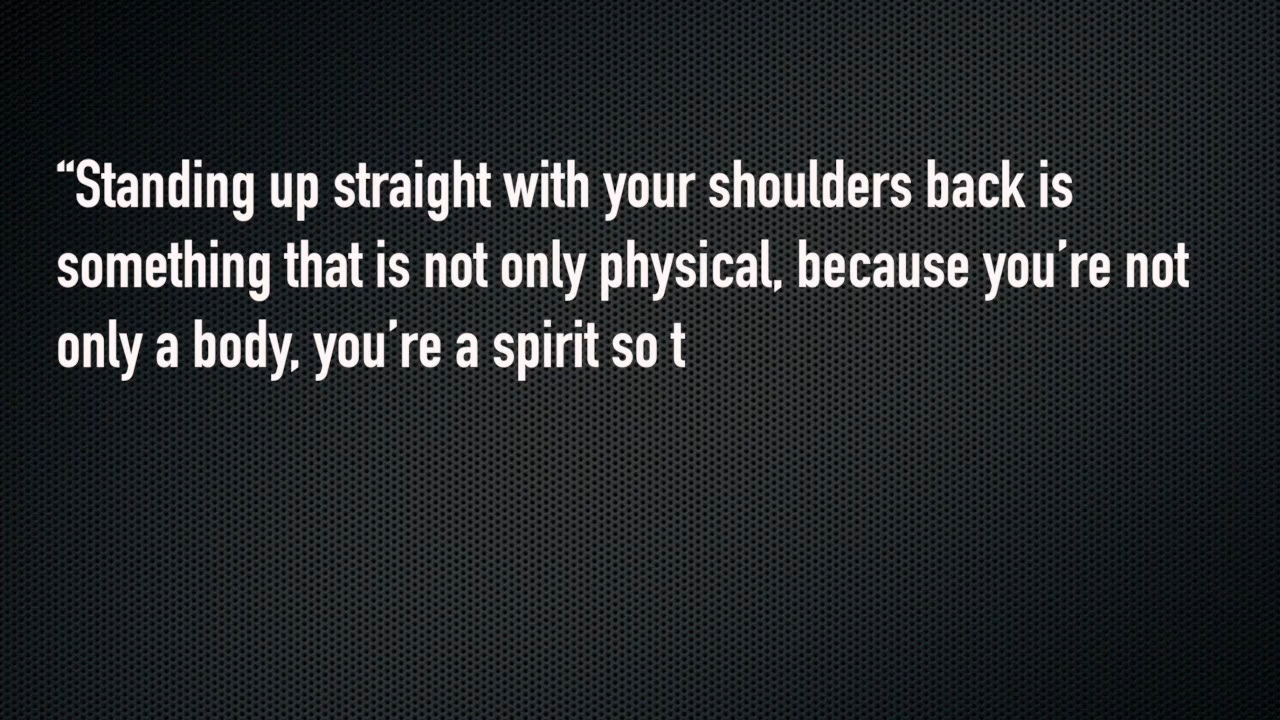 “Standing up straight with your shoulders back is
something that is not only physical, because you’re not
only a body, you’re a spirit so t